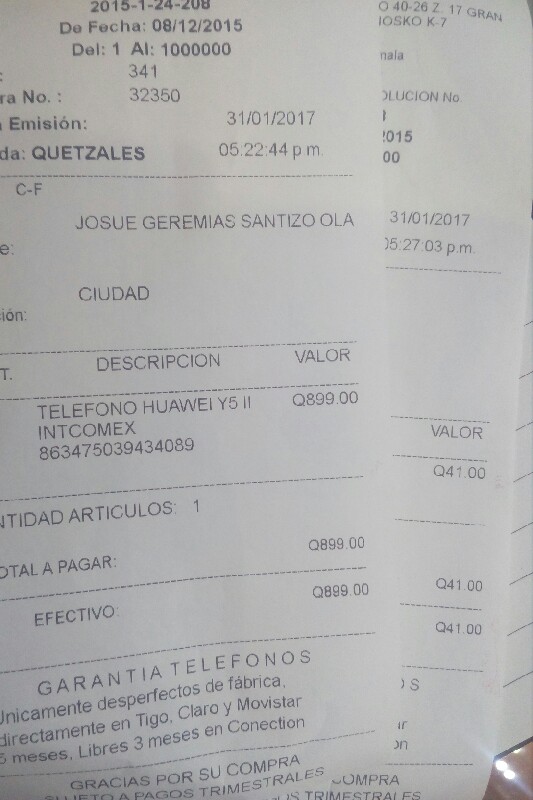 2015-1-24-208
De Fecha: 08/12/2015
Del: 1 Al: 1000000
341
ra No. : 32350
Emisión: 31/01/2017
da: QUETZALES 05:22:44 p.m.
C-F
JOSUE GEREMIAS SANTIZO OLA
e:
CIUDAD
ión:
T. DESCRIPCION VALOR
TELEFONO HUAWEI Y5 II Q899.00
INTCOMEX
863475039434089
NTIDAD ARTICULOS: 1
OTAL A PAGAR: Q899.00
EFECTIVO: Q899.00
GARANTIA TELEFONOS
Unicamente desperfectos de fábrica,
directamente en Tigo, Claro y Movistar
6 meses, Libres 3 meses en Conection
GRACIAS POR SU COMPRA
SUJETO A PAGOS TRIMESTRALES
O 40-26 Z. 17 GRAN
IOSKO K-7
mala
OLUCION No.
2015
00
31/01/2017
05:27:03 p.m.
VALOR
Q41.00
Q41.00
Q41.00
O S
ar
on
COMPRA
OS TRIMESTRALES